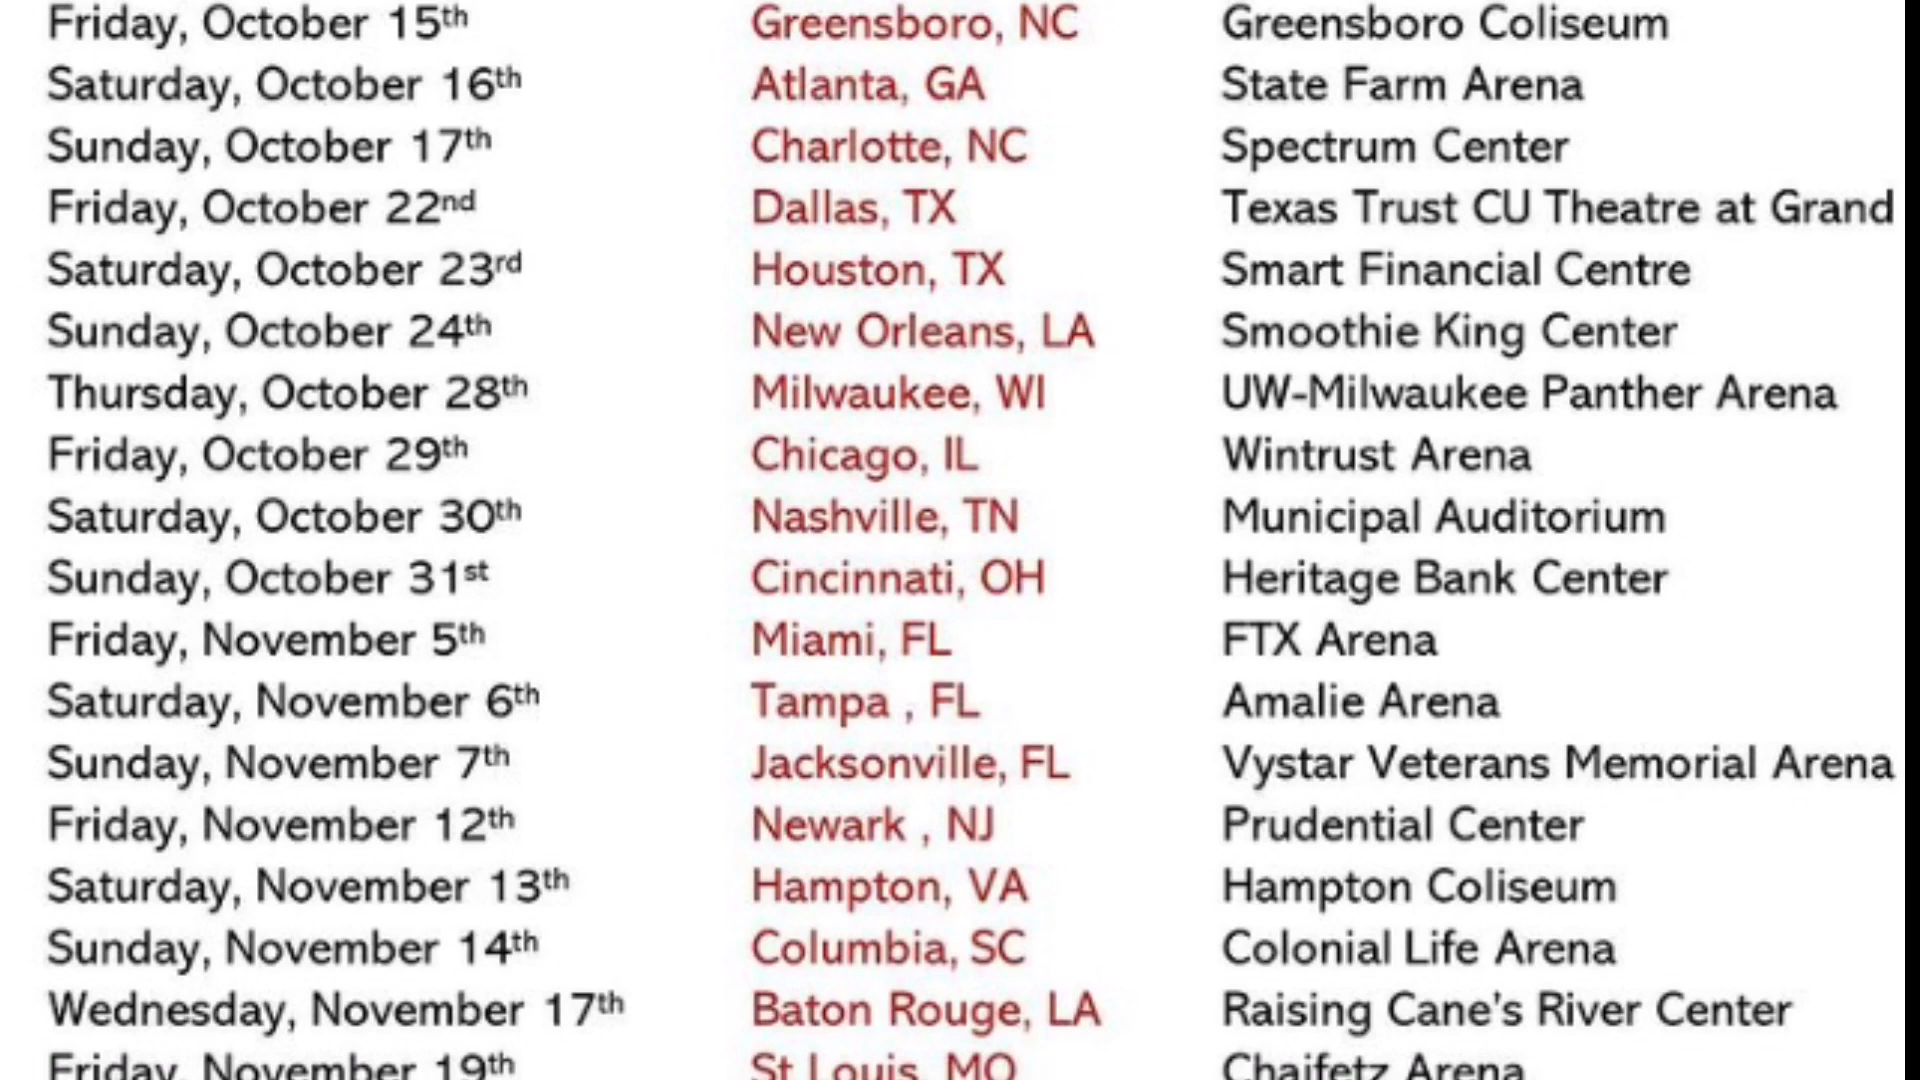 Friday, October 15th Greensboro, NC Greensboro Coliseum
Saturday, October 16th Atlanta, GA State Farm Arena
Sunday, October 17th Charlotte, NC Spectrum Center
Friday, October 22nd Dallas, TX Texas Trust CU Theatre at Grand
Saturday, October 23rd Houston, TX Smart Financial Centre
Sunday, October 24th New Orleans, LA Smoothie King Center
Thursday, October 28th Milwaukee, WI UW-Milwaukee Panther Arena
Friday, October 29th Chicago, IL Wintrust Arena
Saturday, October 30th Nashville, TN Municipal Auditorium
Sunday, October 31st Cincinnati, OH Heritage Bank Center
Friday, November 5th Miami, FL FTX Arena
Saturday, November 6th Tampa , FL Amalie Arena
Sunday, November 7th Jacksonville, FL Vystar Veterans Memorial Arena
Friday, November 12th Newark , NJ Prudential Center
Saturday, November 13th Hampton, VA Hampton Coliseum
Sunday, November 14th Columbia, SC Colonial Life Arena
Wednesday, November 17th Baton Rouge, LA Raising Cane's River Center
Friday, November 19th St Louis, MO Chaifetz Arena